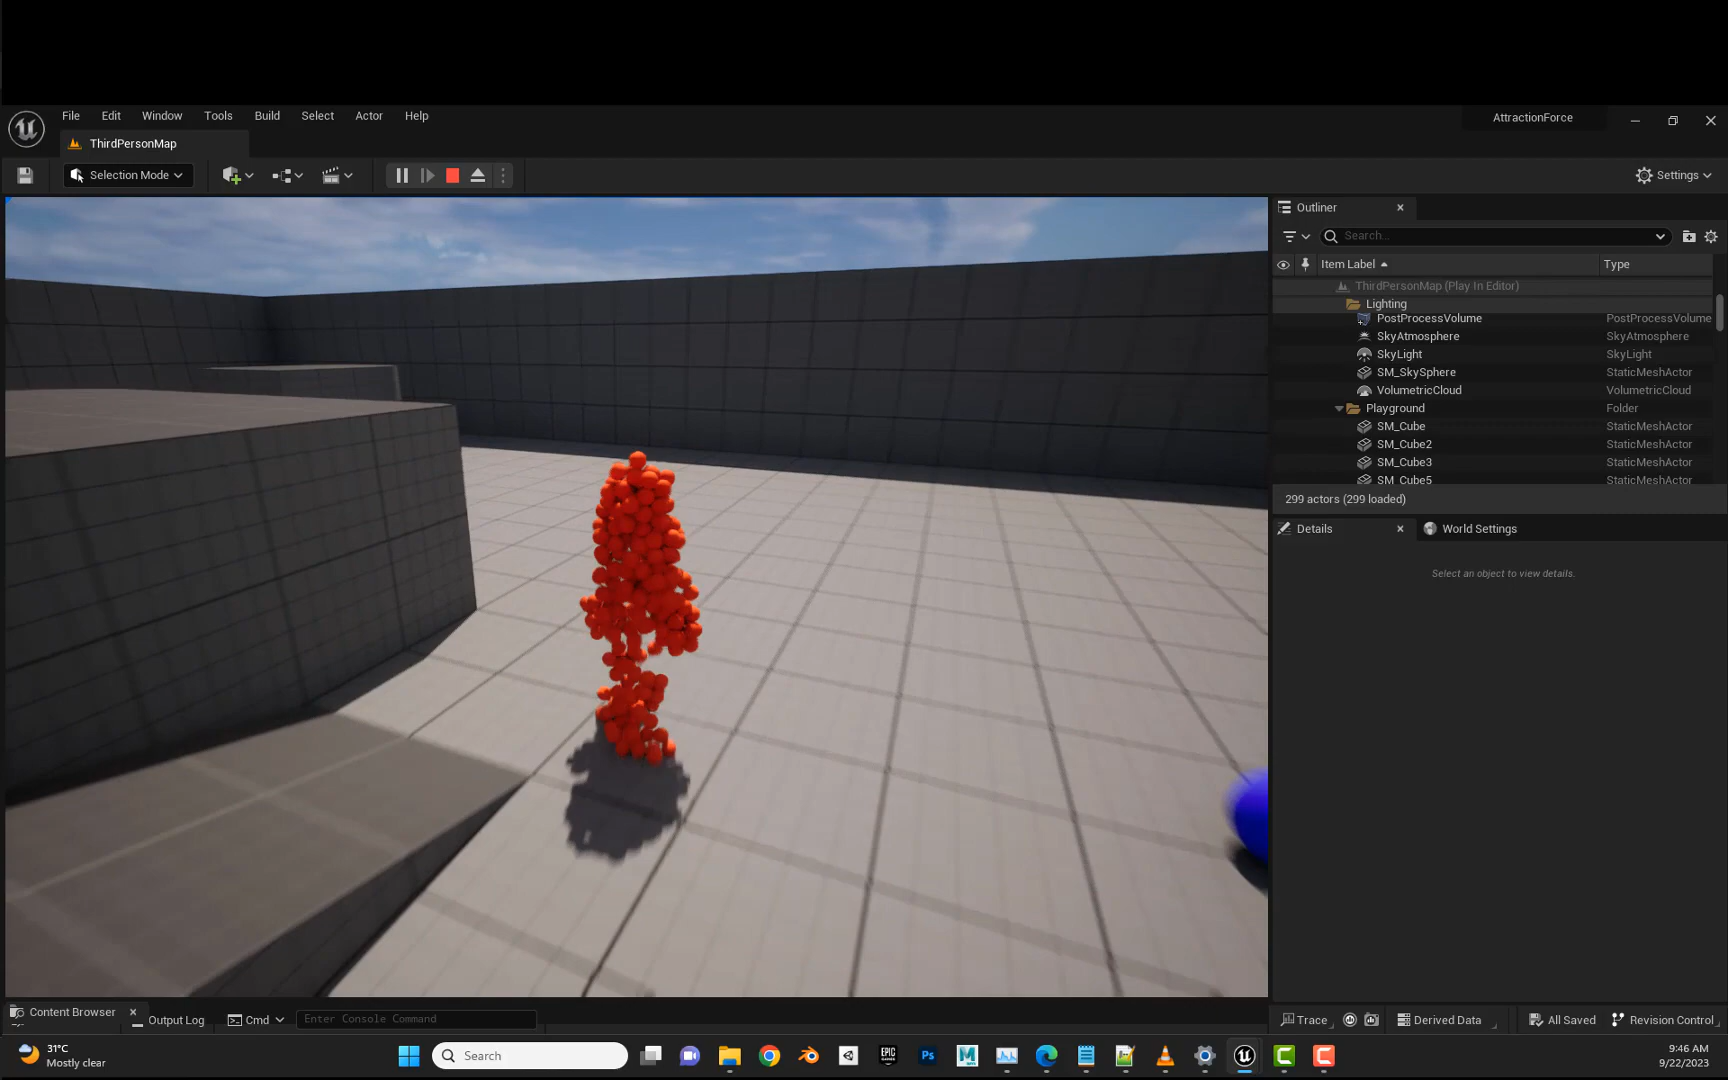 File Edit Window Tools Build Select Actor Help
AttractionForce
ThirdPersonMap
Selection Mode
Settings
Outliner
Search...
Item Label Type
ThirdPersonMap (Play In Editor)
Lighting
PostProcessVolume PostProcessVolume
SkyAtmosphere SkyAtmosphere
SkyLight SkyLight
SM_SkySphere StaticMeshActor
VolumetricCloud VolumetricCloud
Playground Folder
SM_Cube StaticMeshActor
SM_Cube2 StaticMeshActor
SM_Cube3 StaticMeshActor
SM_Cube5 StaticMeshActor
299 actors (299 loaded)
Details World Settings
Select an object to view details.
Content Browser Output Log Cmd Enter Console Command Trace Derived Data All Saved Revision Control
31°C
Mostly clear
Search
EPIC
GAMES
Ps
M
9:46 AM
9/22/2023